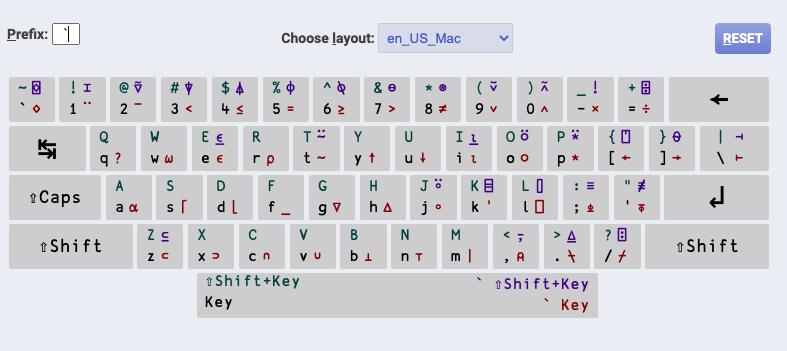 Prefix: `
Choose layout: en_US_Mac
RESET
~ ⌺ ! ⌶ @ ⍫ # ⍒ $ ⍋ % ⌽ ^ ⍉ & ⊖ * ⍟ ( ⍱ ) ⍲ _ ! + ⌹
` ⋄ 1 ¨ 2 ¯ 3 < 4 ≤ 5 = 6 ≥ 7 > 8 ≠ 9 ∨ 0 ∧ - × = ÷ ←
Q W E ⍷ R T ⍨ Y U I ⍸ O ⍥ P ⍣ { ⍞ } ⍬ | ⊣
↹ q ? w ⍵ e ∊ r ⍴ t ~ y ↑ u ↓ i ⍳ o ○ p * [ ← ] → \ ⊢
A S D F G H J ⍤ K ⌸ L ⌷ : ≡ " ≢
⇧Caps a ⍺ s ⌈ d ⌊ f _ g ∇ h ∆ j ∘ k ' l ⎕ ; ⍎ ' ⍕ ↲
Z ⊆ X C V B N M < ⍪ > ⍙ ? ⍠
⇧Shift z ⊂ x ⊃ c ∩ v ∪ b ⊥ n ⊤ m | , ⍝ . ⍀ / ⌿ ⇧Shift
⇧Shift+Key ` ⇧Shift+Key
Key ` Key